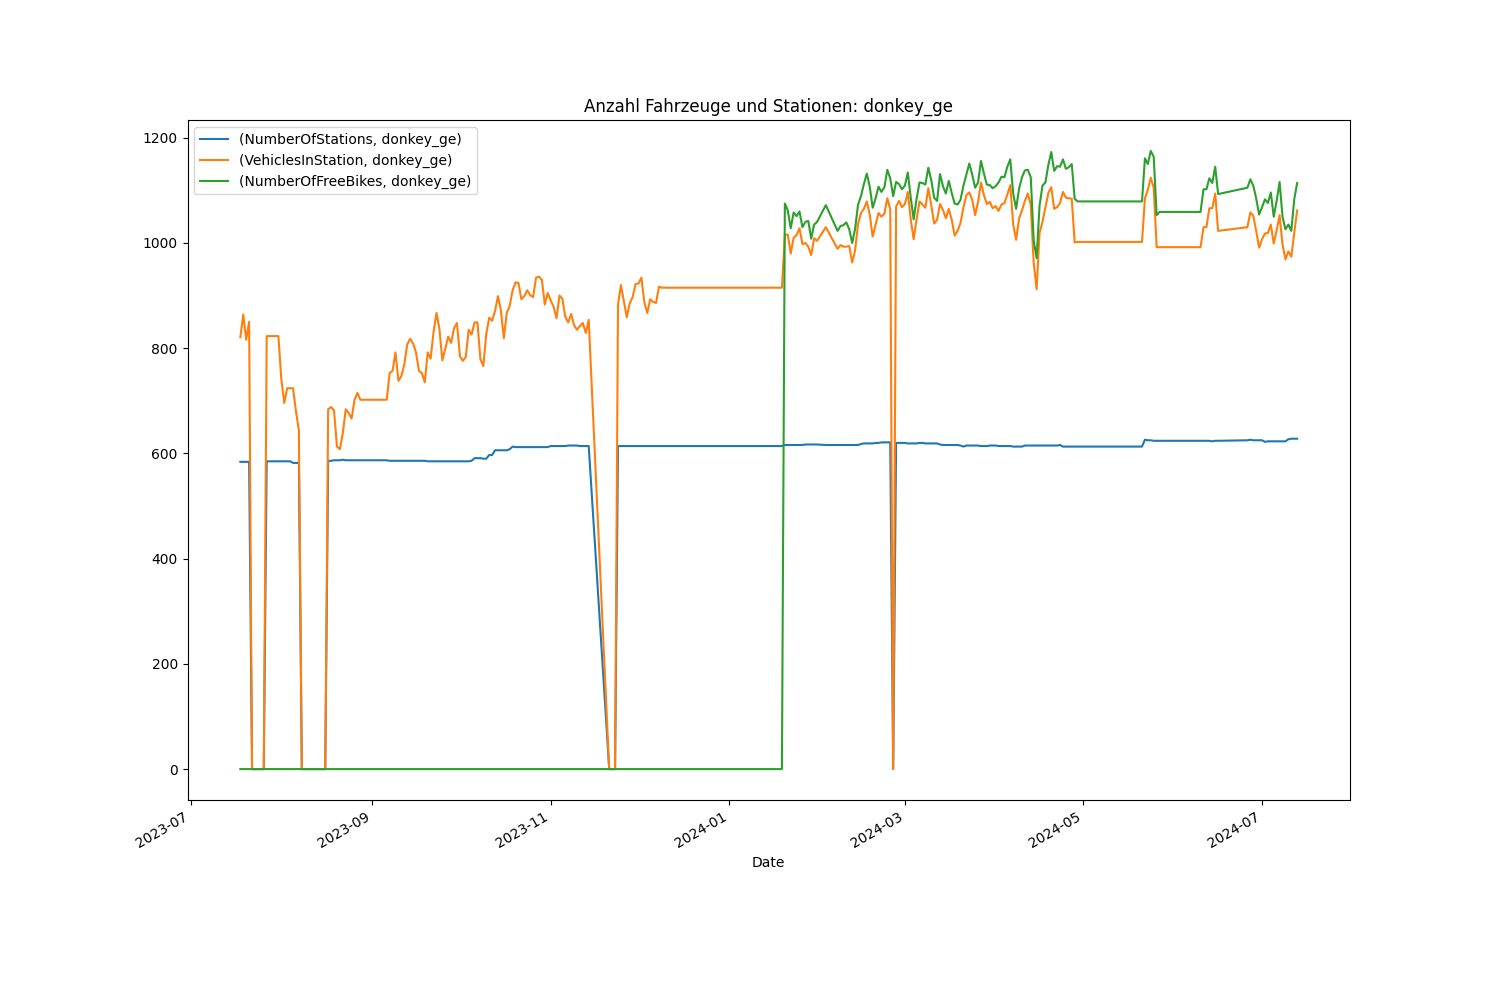 Anzahl Fahrzeuge und Stationen: donkey_ge
(NumberOfStations, donkey_ge)
(VehiclesInStation, donkey_ge)
(NumberOfFreeBikes, donkey_ge)
1200
1000
800
600
400
200
0
2023-07
2023-09
2023-11
2024-01
2024-03
2024-05
2024-07
Date